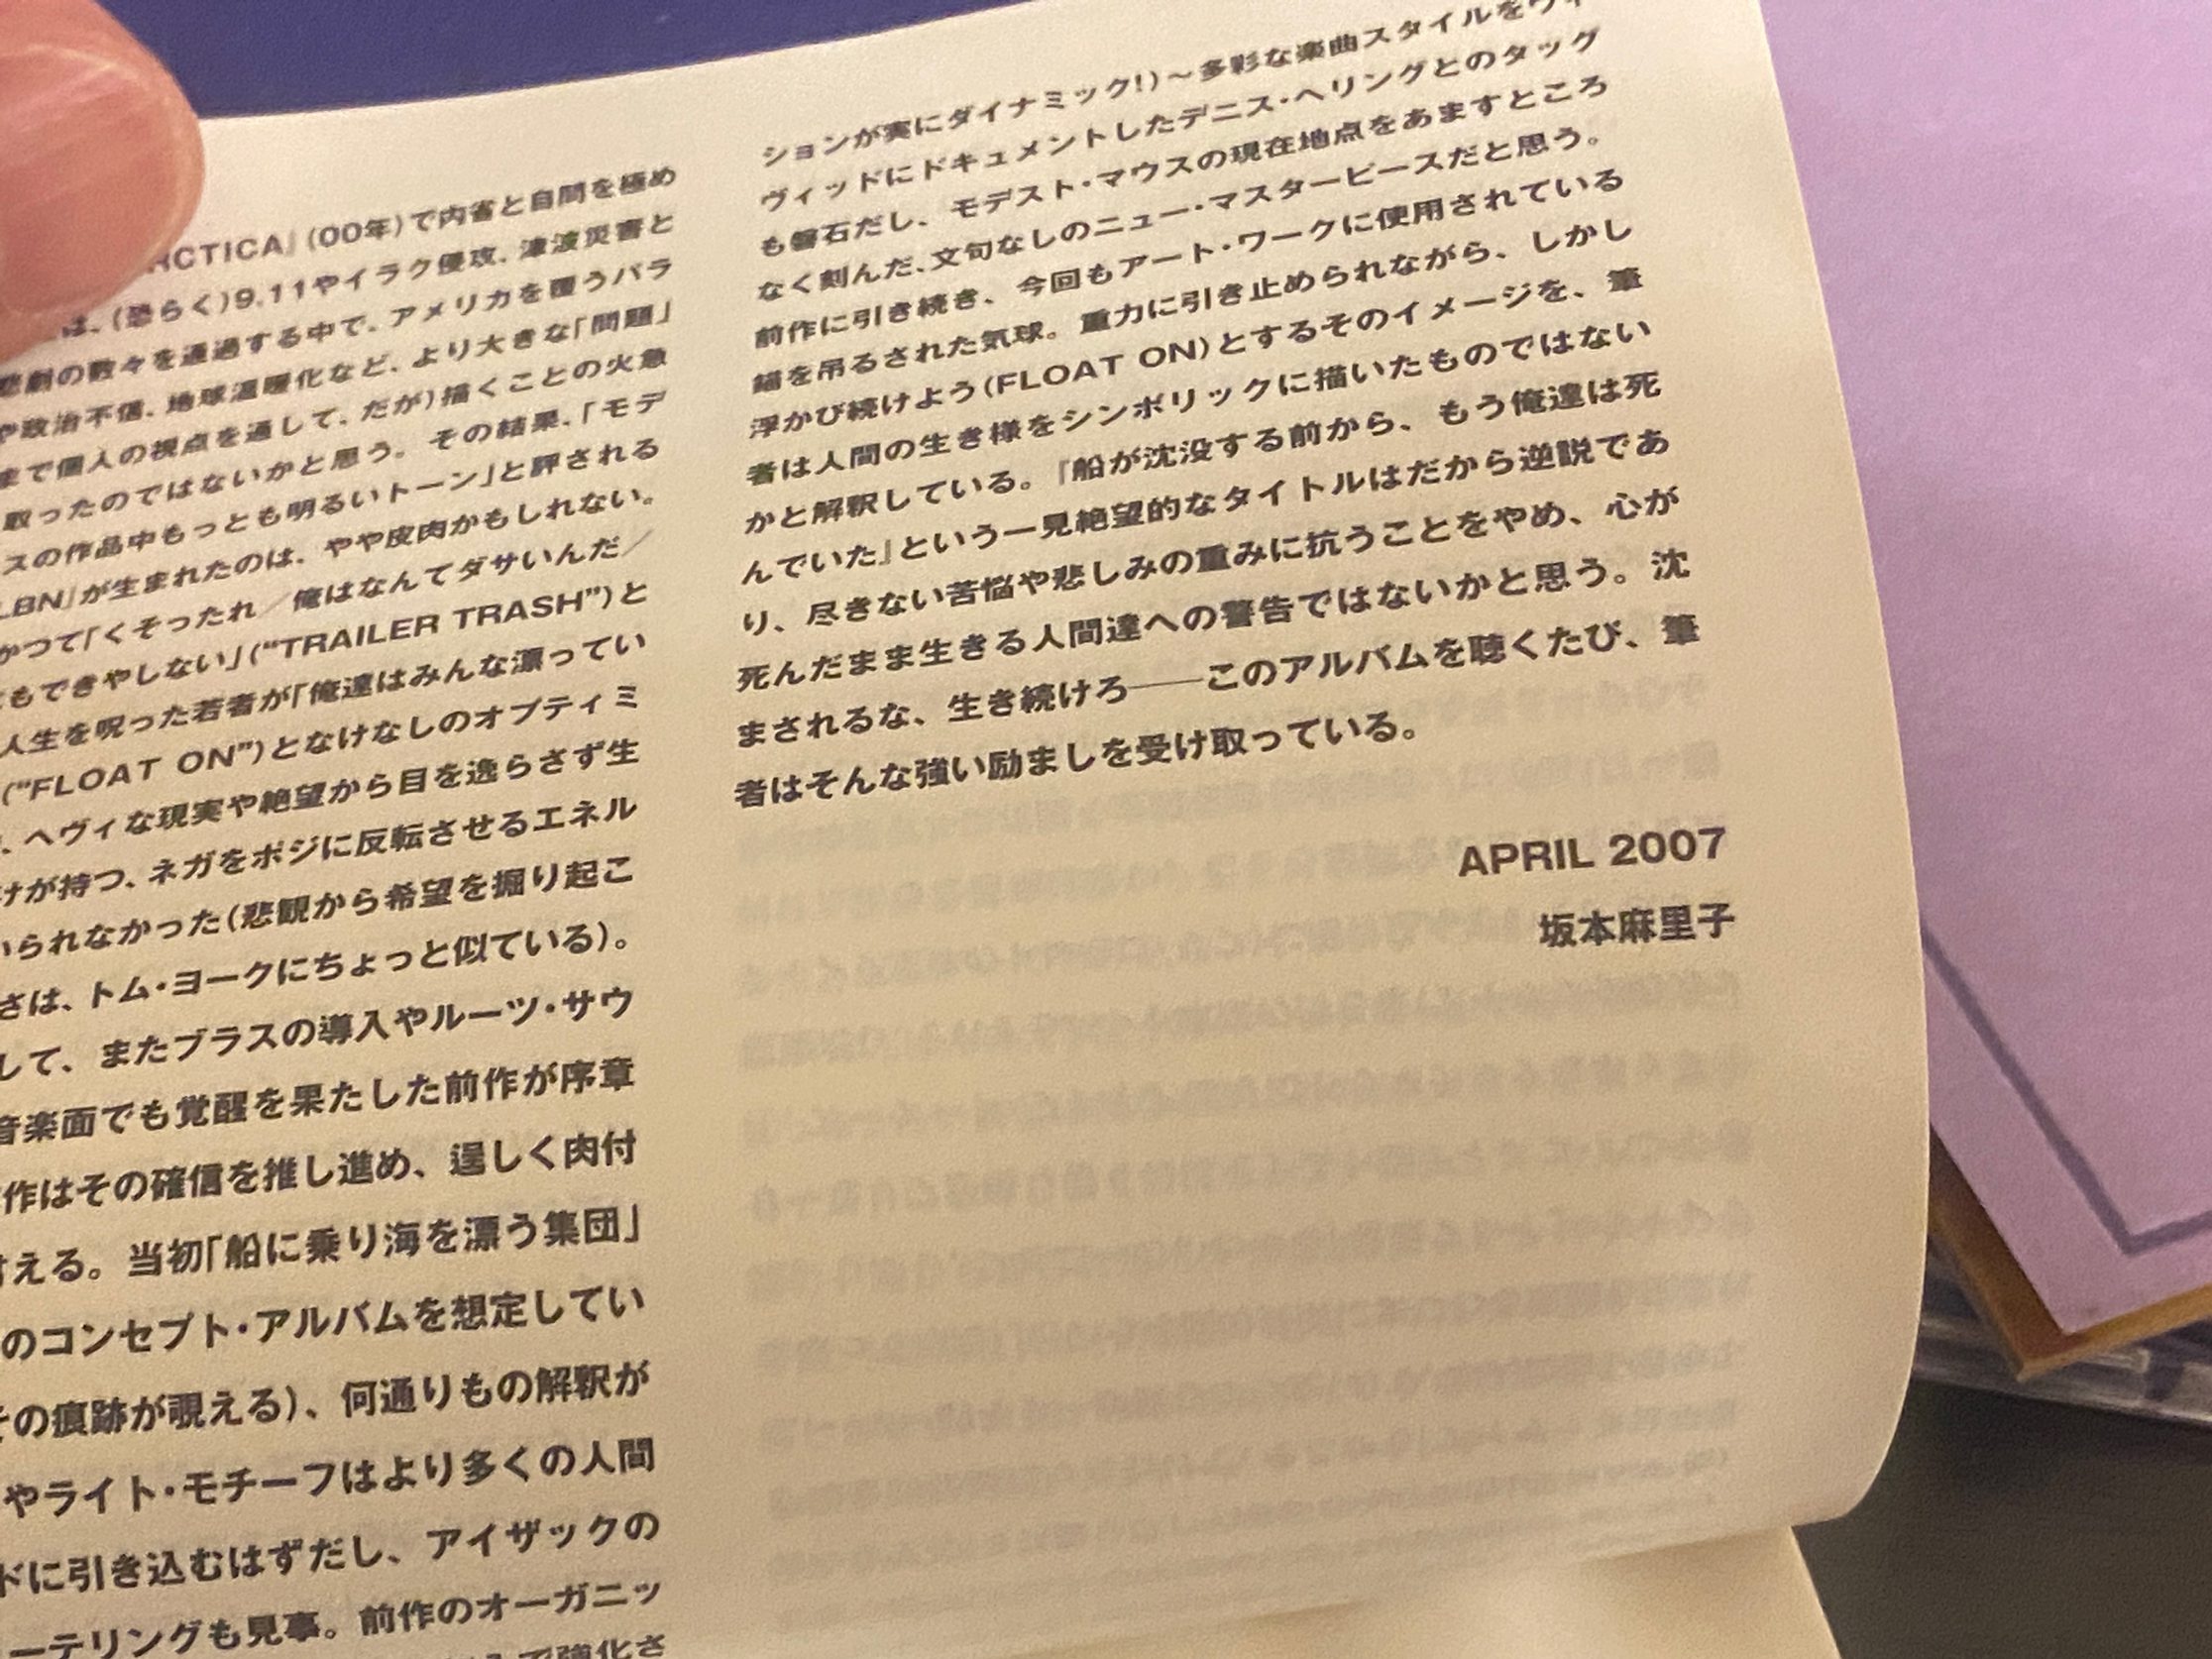 RCTICA』(00年)で内省と自問を極め
は、(恐らく)9.11やイラク侵攻、津波災害と
悲劇の数々を通過する中で、アメリカを覆うパラ
や政治不信、地球温暖化など、より大きな「問題」
まで個人の視点を通して、だが)描くことの火急
取ったのではないかと思う。その結果、「モデ
スの作品中もっとも明るいトーン」と評される
LBN』が生まれたのは、やや皮肉かもしれない。
かつて「くそったれ／俺はなんてダサいんだ／
もできやしない」(“TRAILER TRASH”)と
人生を呪った若者が「俺達はみんな漂ってい
(“FLOAT ON”)となけなしのオプティミ
、ヘヴィな現実や絶望から目を逸らさず生
けが持つ、ネガをポジに反転させるエネル
いられなかった(悲観から希望を掘り起こ
さは、トム・ヨークにちょっと似ている)。
して、またブラスの導入やルーツ・サウ
音楽面でも覚醒を果たした前作が序章
作はその確信を推し進め、逞しく肉付
言える。当初「船に乗り海を漂う集団」
のコンセプト・アルバムを想定してい
その痕跡が覗える)、何通りもの解釈が
やライト・モチーフはより多くの人間
ドに引き込むはずだし、アイザックの
ーテリングも見事。前作のオーガニッ
で強化さ
ションが実にダイナミック!)～多彩な楽曲スタイルをヴィ
ヴィッドにドキュメントしたデニス・ヘリングとのタッグ
も磐石だし、モデスト・マウスの現在地点をあますところ
なく刻んだ、文句なしのニュー・マスターピースだと思う。
前作に引き続き、今回もアート・ワークに使用されている
錨を吊るされた気球。重力に引き止められながら、しかし
浮かび続けよう(FLOAT ON)とするそのイメージを、筆
者は人間の生き様をシンボリックに描いたものではない
かと解釈している。『船が沈没する前から、もう俺達は死
んでいた』という一見絶望的なタイトルはだから逆説であ
り、尽きない苦悩や悲しみの重みに抗うことをやめ、心が
死んだまま生きる人間達への警告ではないかと思う。沈
まされるな、生き続けろ――このアルバムを聴くたび、筆
者はそんな強い励ましを受け取っている。
APRIL 2007
坂本麻里子